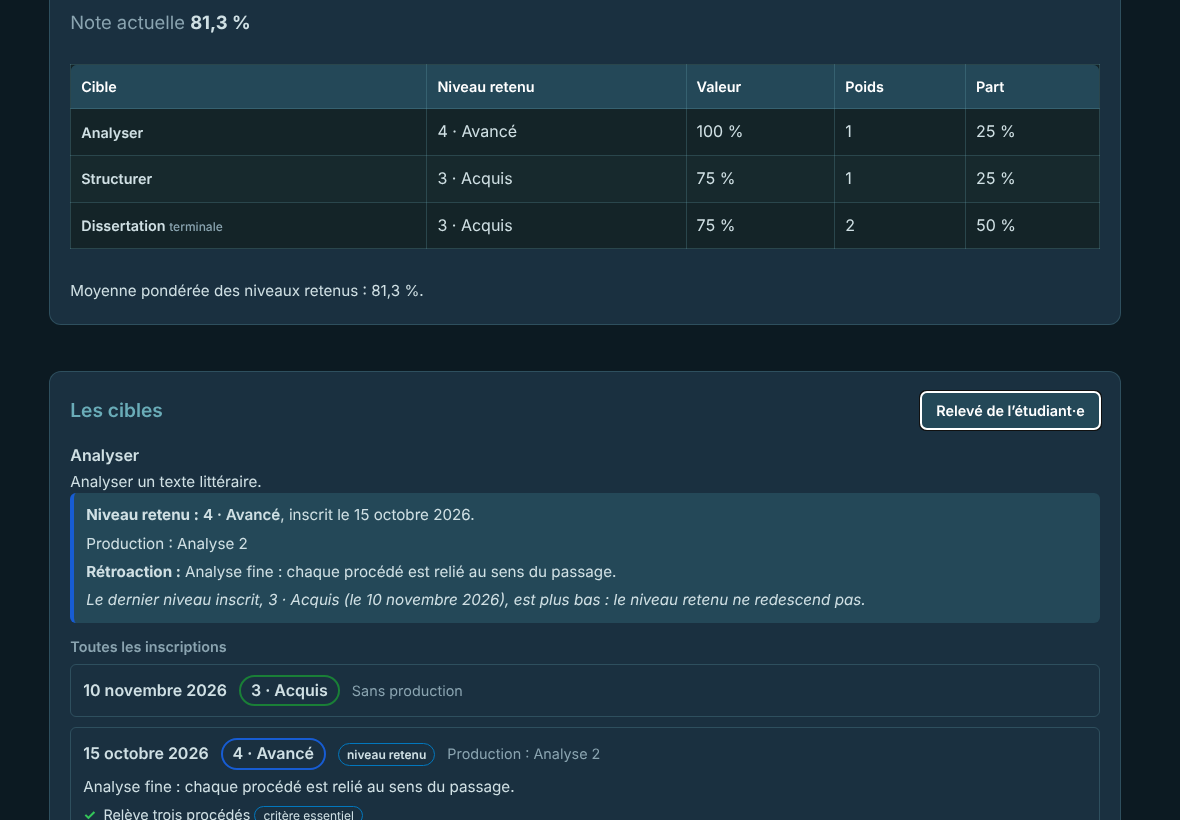 Note actuelle 81,3 %
Cible Niveau retenu Valeur Poids Part
Analyser 4 · Avancé 100 % 1 25 %
Structurer 3 · Acquis 75 % 1 25 %
Dissertation terminale 3 · Acquis 75 % 2 50 %
Moyenne pondérée des niveaux retenus : 81,3 %.
Les cibles Relevé de l’étudiant·e
Analyser
Analyser un texte littéraire.
Niveau retenu : 4 · Avancé, inscrit le 15 octobre 2026.
Production : Analyse 2
Rétroaction : Analyse fine : chaque procédé est relié au sens du passage.
Le dernier niveau inscrit, 3 · Acquis (le 10 novembre 2026), est plus bas : le niveau retenu ne redescend pas.
Toutes les inscriptions
10 novembre 2026 3 · Acquis Sans production
15 octobre 2026 4 · Avancé niveau retenu Production : Analyse 2
Analyse fine : chaque procédé est relié au sens du passage.
✓ Relève trois procédés critère essentiel